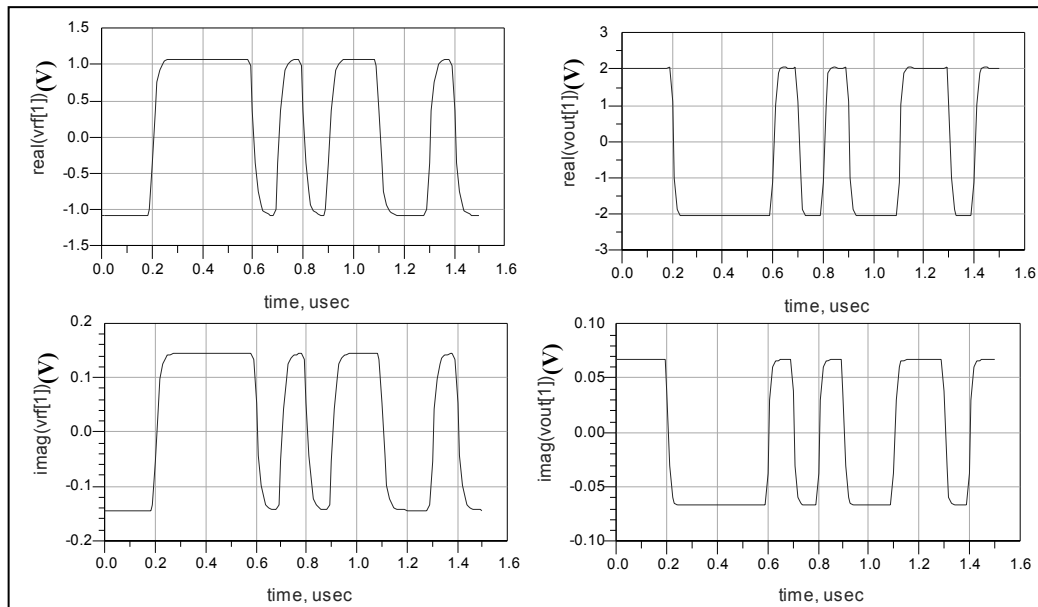 real(vrf[1])(V)
1.5
1.0
0.5
0.0
-0.5
-1.0
-1.5
0.0 0.2 0.4 0.6 0.8 1.0 1.2 1.4 1.6
time, usec
real(vout[1])(V)
3
2
1
0
-1
-2
-3
0.0 0.2 0.4 0.6 0.8 1.0 1.2 1.4 1.6
time, usec
imag(vrf[1])(V)
0.2
0.1
0.0
-0.1
-0.2
0.0 0.2 0.4 0.6 0.8 1.0 1.2 1.4 1.6
time, usec
imag(vout[1])(V)
0.10
0.05
0.00
-0.05
-0.10
0.0 0.2 0.4 0.6 0.8 1.0 1.2 1.4 1.6
time, usec